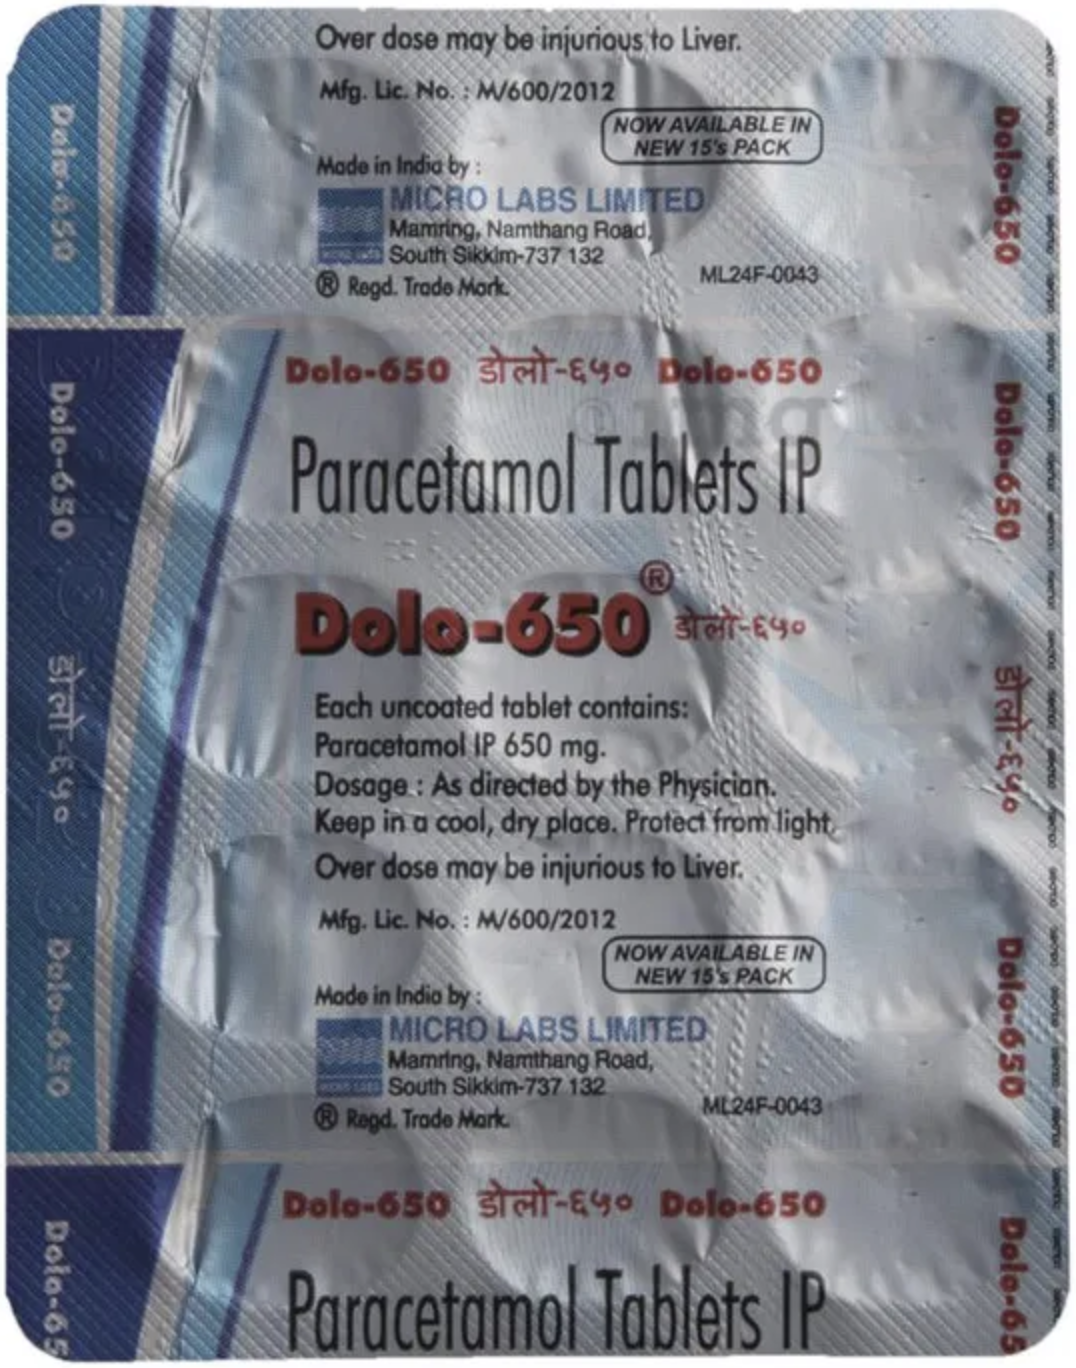 Over dose may be injurious to Liver.
Mfg. Lic. No. : M/600/2012
NOW AVAILABLE IN
NEW 15's PACK
Made in India by :
MICRO LABS LIMITED
Mamring, Namthang Road,
South Sikkim-737 132
® Regd. Trade Mark.
ML24F-0043
Dolo-650 डोलो-६५० Dolo-650
Paracetamol Tablets IP
Dolo-650® डोलो-६५०
Each uncoated tablet contains:
Paracetamol IP 650 mg.
Dosage : As directed by the Physician.
Keep in a cool, dry place. Protect from light.
Over dose may be injurious to Liver.
Mfg. Lic. No. : M/600/2012
NOW AVAILABLE IN
NEW 15's PACK
Made in India by :
MICRO LABS LIMITED
MICRO LABS
Mamring, Namthang Road,
South Sikkim-737 132
® Regd. Trade Mark.
ML24F-0043
Dolo-650 डोलो-६५० Dolo-650
Paracetamol Tablets IP
Dolo-650
Dolo-650
डोलो-६५०
Dolo-650
Dolo-65
Dolo-650
Dolo-650
डोलो-६५०
Dolo-650
Dolo-65